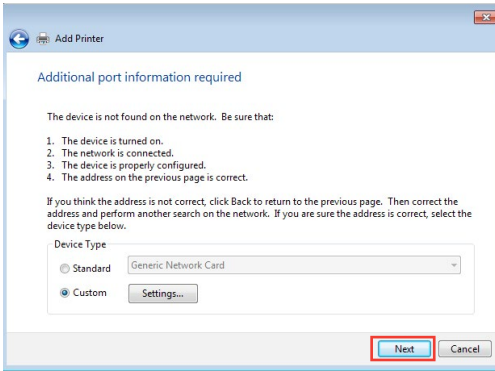 Add Printer
Additional port information required
The device is not found on the network. Be sure that:
1. The device is turned on.
2. The network is connected.
3. The device is properly configured.
4. The address on the previous page is correct.
If you think the address is not correct, click Back to return to the previous page. Then correct the
address and perform another search on the network. If you are sure the address is correct, select the
device type below.
Device Type
Standard
Generic Network Card
Custom
Settings...
Next
Cancel